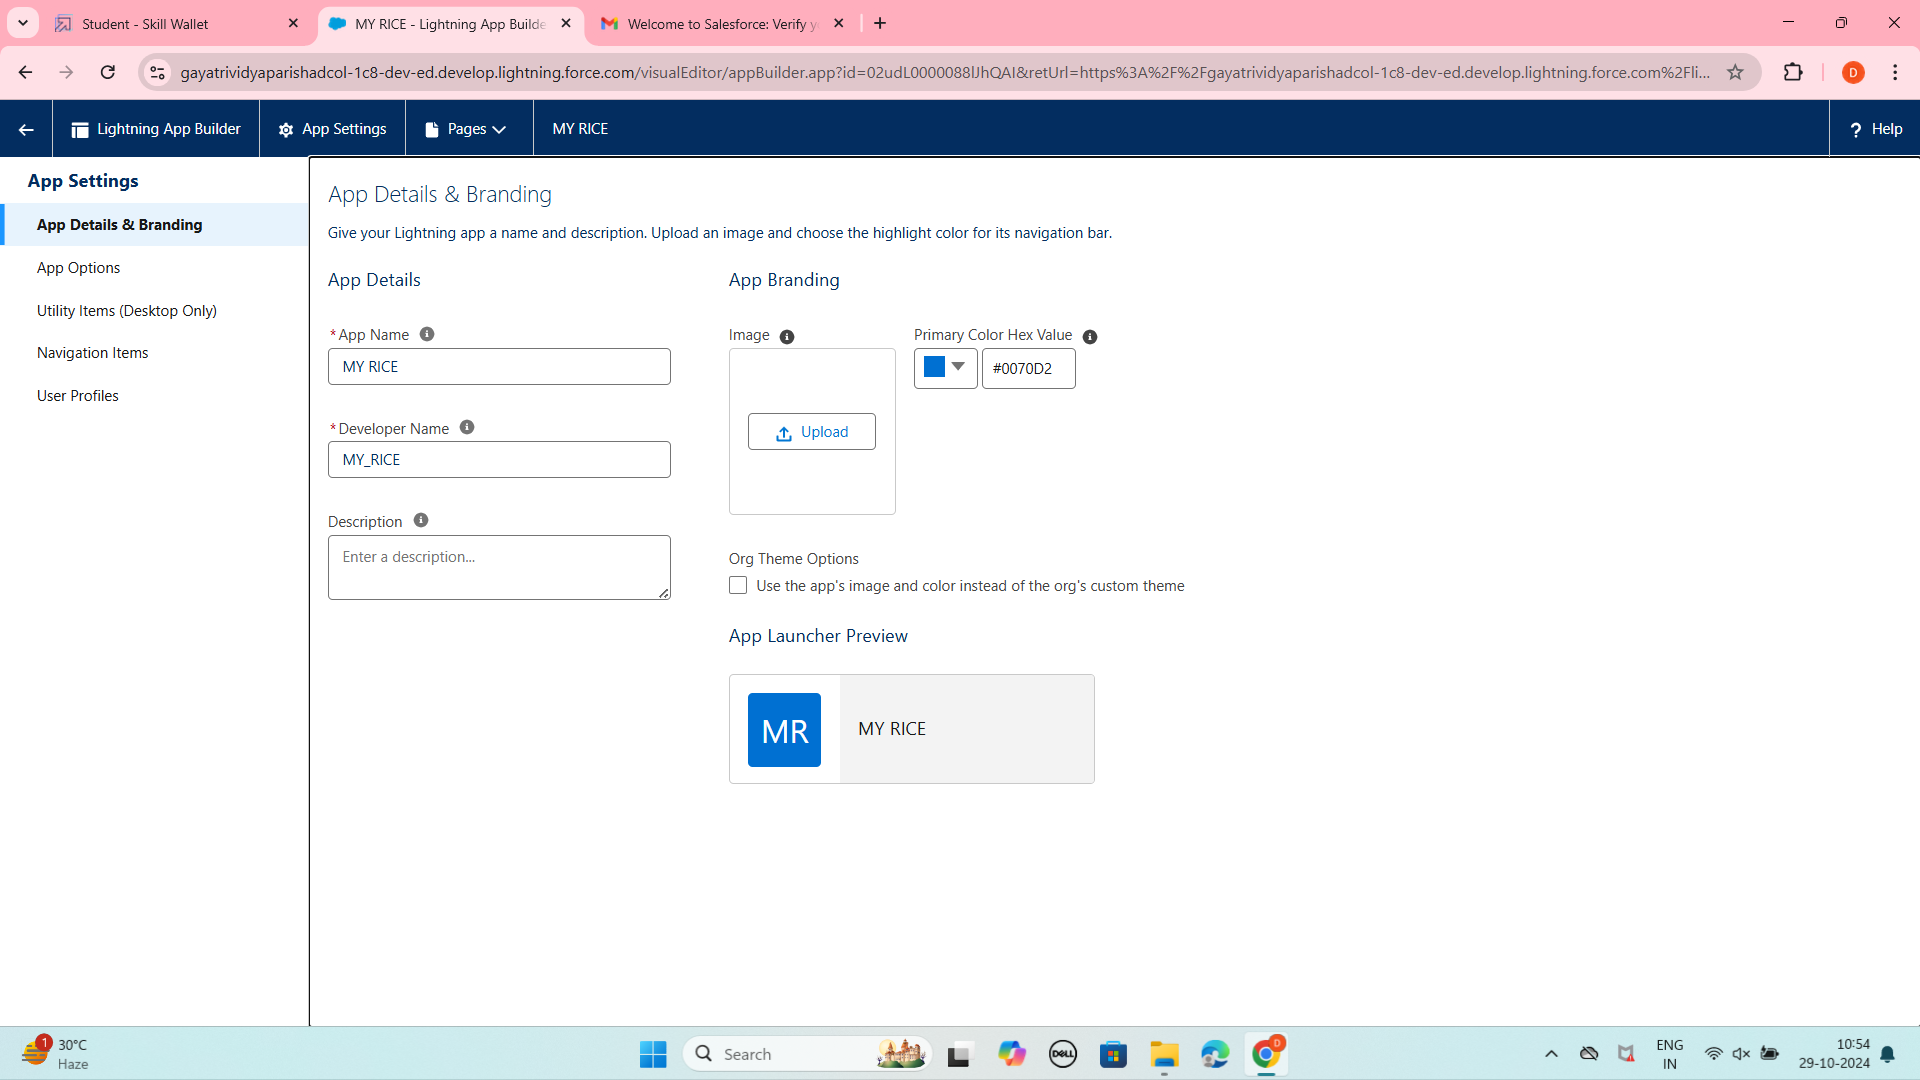 Student - Skill Wallet
MY RICE - Lightning App Builde
Welcome to Salesforce: Verify y
gayatrividyaparishadcol-1c8-dev-ed.develop.lightning.force.com/visualEditor/appBuilder.app?id=02udL0000088lJhQAI&retUrl=https%3A%2F%2Fgayatrividyaparishadcol-1c8-dev-ed.develop.lightning.force.com%2Fli...
D
Lightning App Builder
App Settings
Pages
MY RICE
? Help
App Settings
App Details & Branding
App Options
Utility Items (Desktop Only)
Navigation Items
User Profiles
App Details & Branding
Give your Lightning app a name and description. Upload an image and choose the highlight color for its navigation bar.
App Details
*App Name
MY RICE
*Developer Name
MY_RICE
Description
Enter a description...
App Branding
Image
Upload
Primary Color Hex Value
#0070D2
Org Theme Options
Use the app's image and color instead of the org's custom theme
App Launcher Preview
MR
MY RICE
1
30°C
Haze
Search
DELL
D
ENG
IN
10:54
29-10-2024